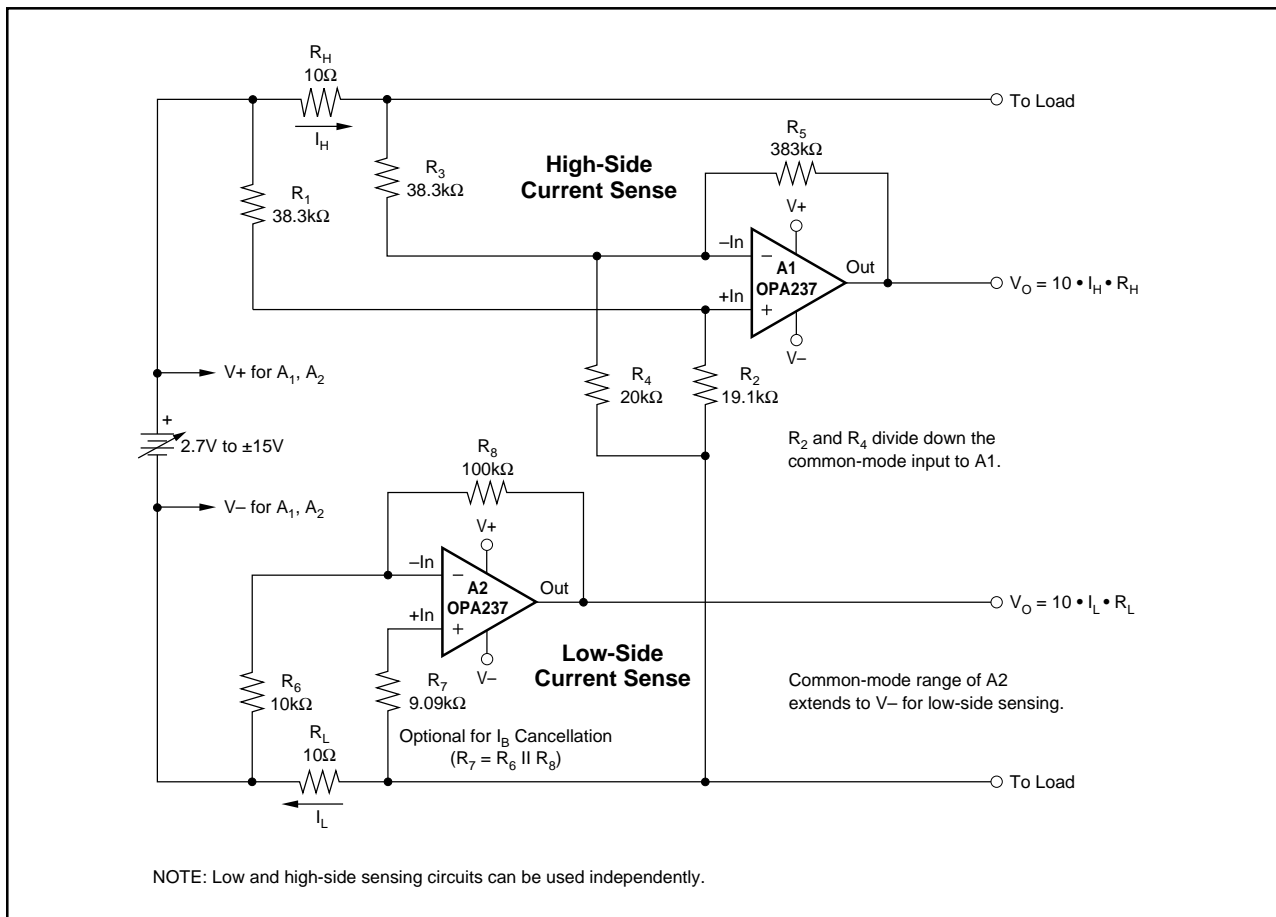 R_H
10Ω
I_H
To Load
R_5
383kΩ
High-Side
Current Sense
R_3
38.3kΩ
R_1
38.3kΩ
V+
–In
–
A1
OPA237
Out
+In
+
V–
V_O = 10 • I_H • R_H
V+ for A_1, A_2
R_4
20kΩ
R_2
19.1kΩ
+
2.7V to ±15V
R_2 and R_4 divide down the
common-mode input to A1.
R_8
100kΩ
V– for A_1, A_2
V+
–In
–
A2
OPA237
Out
+In
+
V–
V_O = 10 • I_L • R_L
Low-Side
Current Sense
R_6
10kΩ
R_7
9.09kΩ
Common-mode range of A2
extends to V– for low-side sensing.
R_L
10Ω
Optional for I_B Cancellation
(R_7 = R_6 II R_8)
I_L
To Load
NOTE: Low and high-side sensing circuits can be used independently.